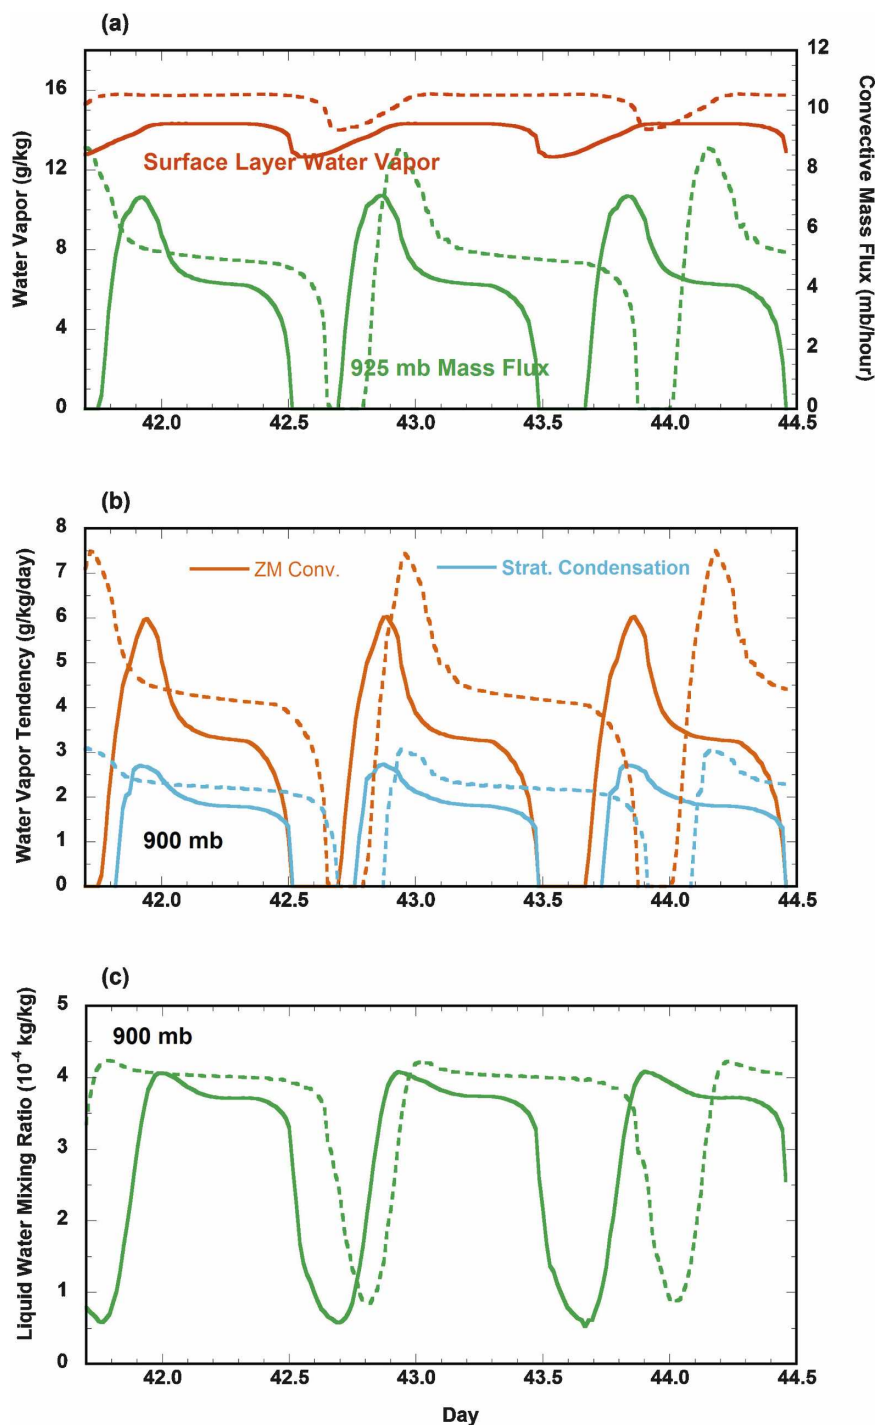 (a)
Water Vapor (g/kg)
16
13
10
8
4
0
12
10
8
6
4
2
0
Convective Mass
Flux (mb/hour)
Surface Layer Water Vapor
925 mb Mass Flux
42.0 42.5 43.0 43.5 44.0 44.5
(b)
Water Vapor Tendency (g/kg/day)
8
7
6
5
4
3
2
1
0
ZM Conv. Strat. Condensation
900 mb
42.0 42.5 43.0 43.5 44.0 44.5
(c)
Liquid Water Mixing Ratio (10-4 kg/kg)
5
4
3
2
1
0
900 mb
42.0 42.5 43.0 43.5 44.0 44.5
Day